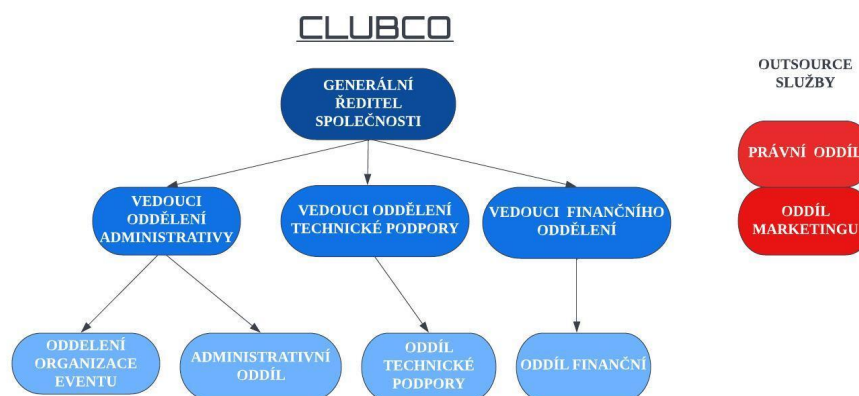 CLUBCO
GENERÁLNÍ
ŘEDITEL
SPOLEČNOSTI
OUTSOURCE
SLUŽBY
PRÁVNÍ ODDÍL
ODDÍL
MARKETINGU
VEDOUCI
ODDĚLENÍ
ADMINISTRATIVY
VEDOUCI ODDĚLENÍ
TECHNICKÉ PODPORY
VEDOUCI FINANČNÍHO
ODDĚLENÍ
ODDELENÍ
ORGANIZACE
EVENTU
ADMINISTRATIVNÍ
ODDÍL
ODDÍL
TECHNICKÉ
PODPORY
ODDÍL FINANČNÍ